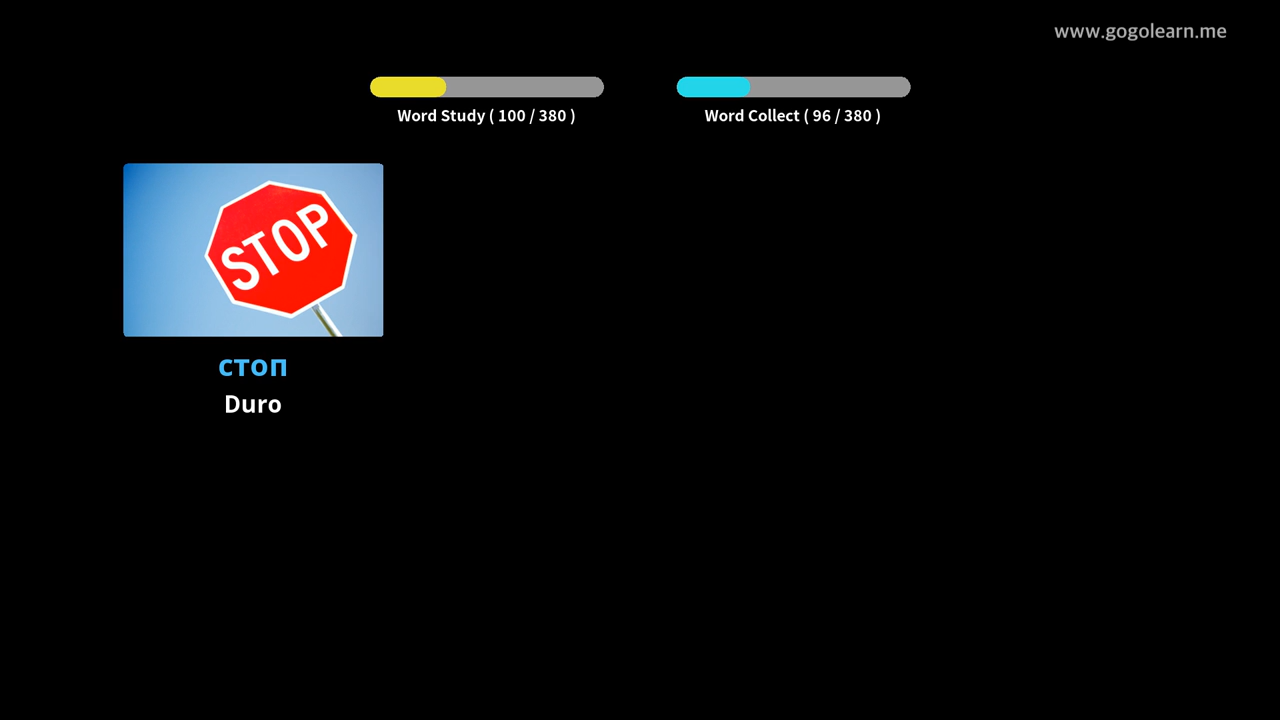 www.gogolearn.me
Word Study ( 100 / 380 )
Word Collect ( 96 / 380 )
STOP
стоп
Duro